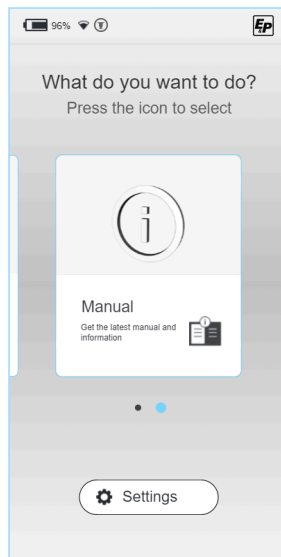 96%
EP
What do you want to do?
Press the icon to select
i
Manual
Get the latest manual and
information
i
Settings